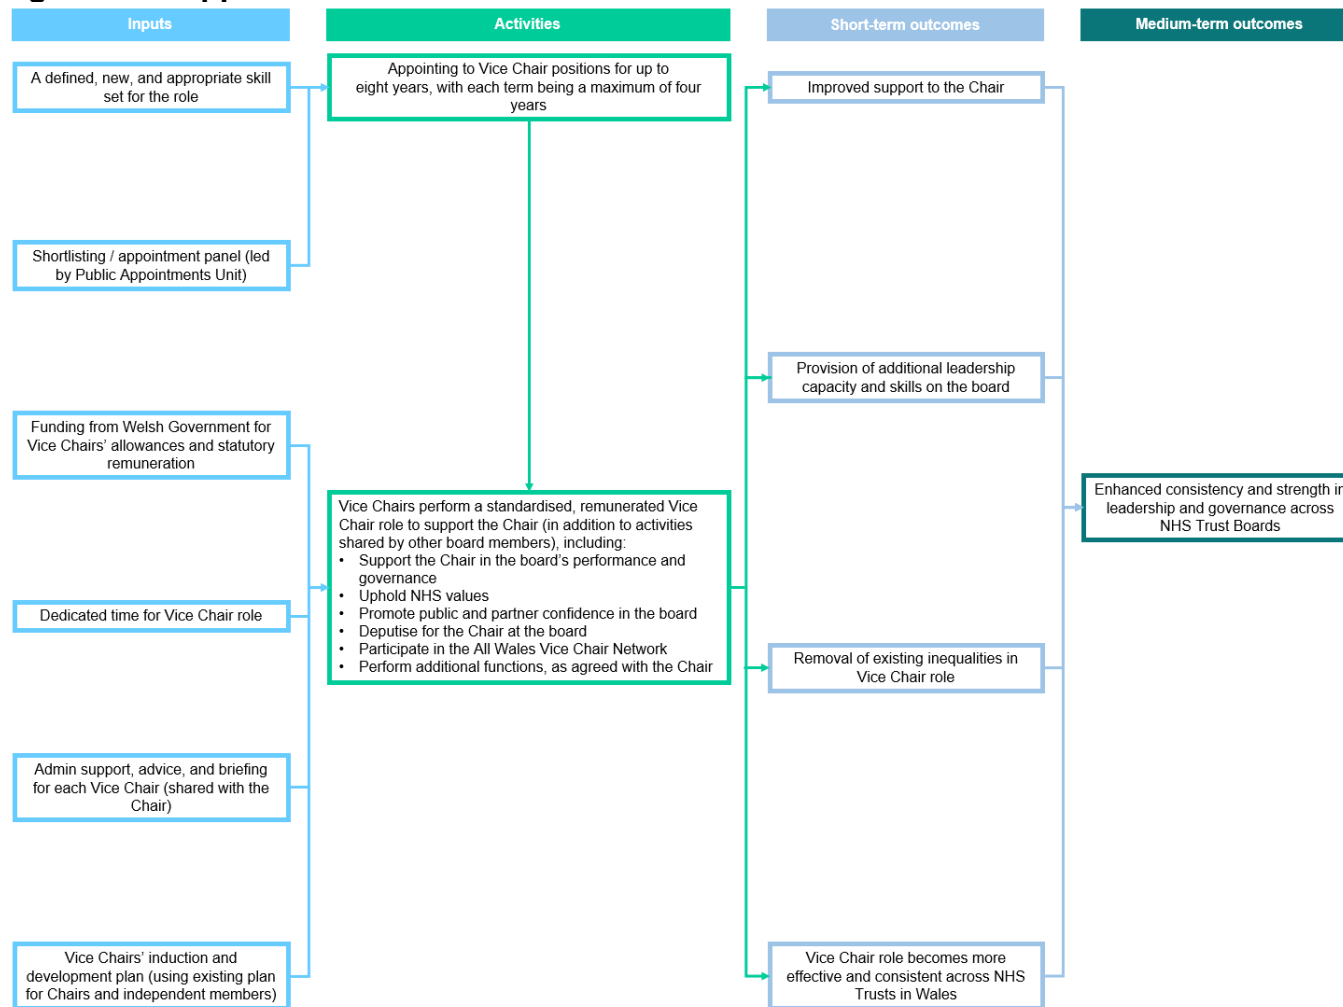 Inputs
Activities
Short-term outcomes
Medium-term outcomes
A defined, new, and appropriate skill
set for the role
Shortlisting / appointment panel (led
by Public Appointments Unit)
Funding from Welsh Government for
Vice Chairs’ allowances and statutory
remuneration
Dedicated time for Vice Chair role
Admin support, advice, and briefing
for each Vice Chair (shared with the
Chair)
Vice Chairs’ induction and
development plan (using existing plan
for Chairs and independent members)
Appointing to Vice Chair positions for up to
eight years, with each term being a maximum of four
years
Vice Chairs perform a standardised, remunerated Vice
Chair role to support the Chair (in addition to activities
shared by other board members), including:
• Support the Chair in the board’s performance and
governance
• Uphold NHS values
• Promote public and partner confidence in the board
• Deputise for the Chair at the board
• Participate in the All Wales Vice Chair Network
• Perform additional functions, as agreed with the Chair
Improved support to the Chair
Provision of additional leadership
capacity and skills on the board
Removal of existing inequalities in
Vice Chair role
Vice Chair role becomes more
effective and consistent across NHS
Trusts in Wales
Enhanced consistency and strength in
leadership and governance across
NHS Trust Boards